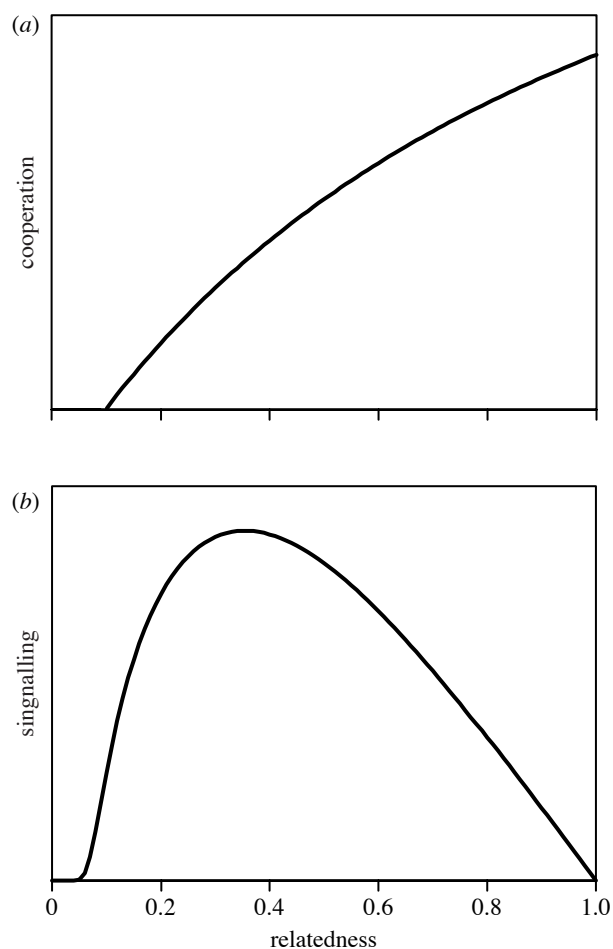 (a)
cooperation
(b)
singnalling
0 0.2 0.4 0.6 0.8 1.0
relatedness